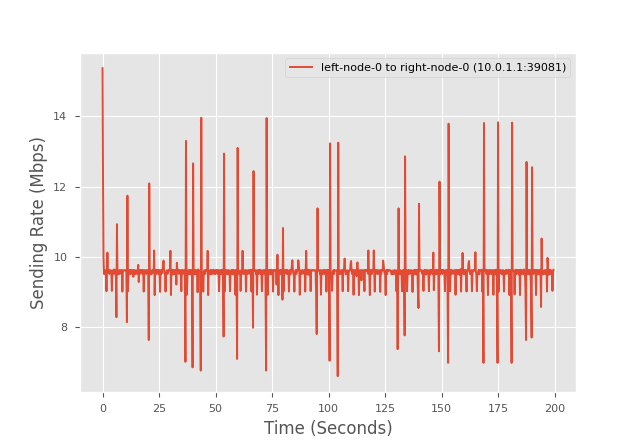 left-node-0 to right-node-0 (10.0.1.1:39081)
Sending Rate (Mbps)
14
12
10
8
0 25 50 75 100 125 150 175 200
Time (Seconds)